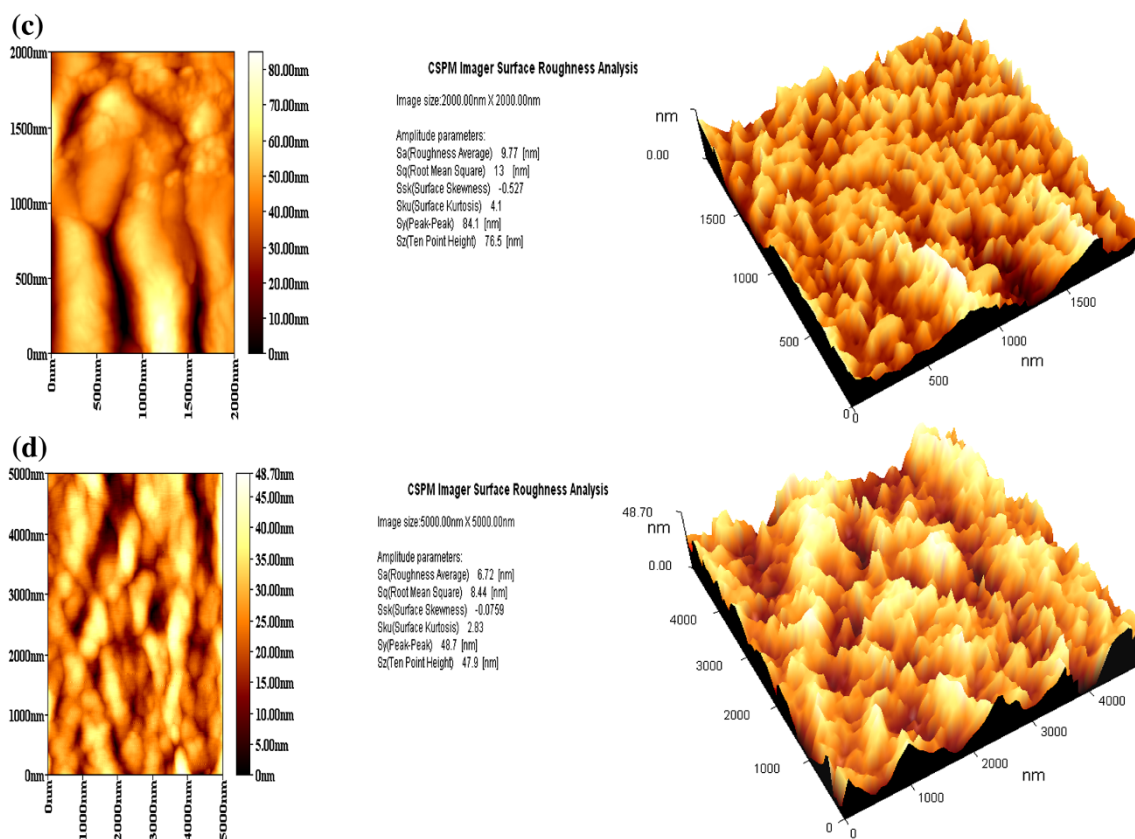 (c)
2000nm
1500nm
1000nm
500nm
0nm
0nm
500nm
1000nm
1500nm
2000nm
80.00nm
70.00nm
60.00nm
50.00nm
40.00nm
30.00nm
20.00nm
10.00nm
0nm
CSPM Imager Surface Roughness Analysis
Image size:2000.00nm X 2000.00nm
Amplitude parameters:
Sa(Roughness Average) 9.77 [nm]
Sq(Root Mean Square) 13 [nm]
Ssk(Surface Skewness) -0.527
Sku(Surface Kurtosis) 4.1
Sy(Peak-Peak) 84.1 [nm]
Sz(Ten Point Height) 76.5 [nm]
nm
0.00
1500
1000
500
0
0
500
1000
1500
nm
(d)
5000nm
4000nm
3000nm
2000nm
1000nm
0nm
0nm
1000nm
2000nm
3000nm
4000nm
5000nm
48.70nm
45.00nm
40.00nm
35.00nm
30.00nm
25.00nm
20.00nm
15.00nm
10.00nm
5.00nm
0nm
CSPM Imager Surface Roughness Analysis
Image size:5000.00nm X 5000.00nm
Amplitude parameters:
Sa(Roughness Average) 6.72 [nm]
Sq(Root Mean Square) 8.44 [nm]
Ssk(Surface Skewness) -0.0759
Sku(Surface Kurtosis) 2.83
Sy(Peak-Peak) 48.7 [nm]
Sz(Ten Point Height) 47.9 [nm]
48.70
nm
0.00
4000
3000
2000
1000
0
0
1000
2000
3000
4000
nm